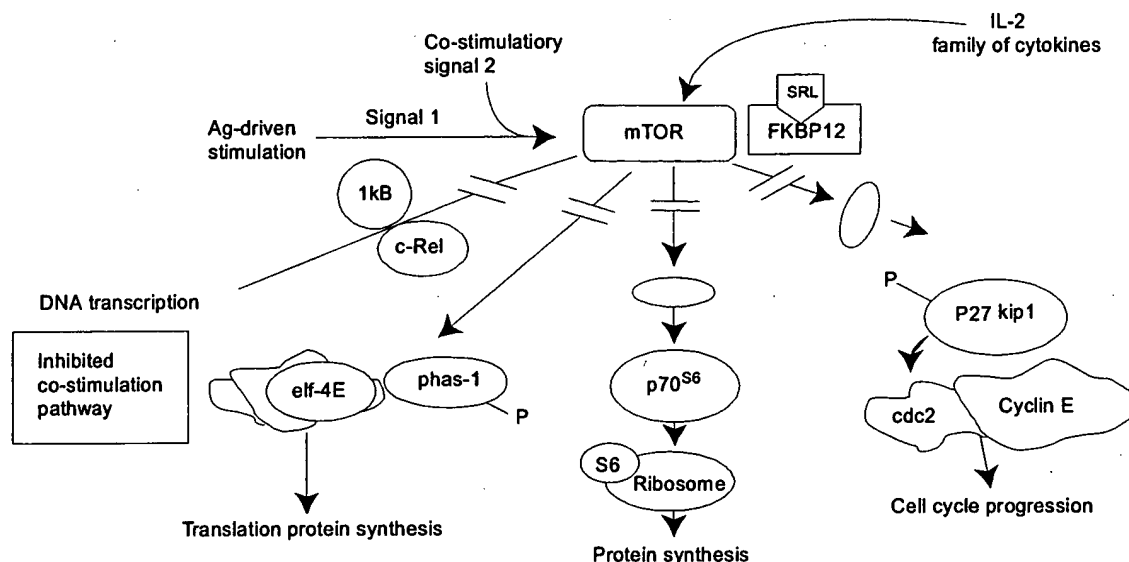 Co-stimulatiory
signal 2
IL-2
family of cytokines
Ag-driven
stimulation
Signal 1
mTOR
SRL
FKBP12
1kB
c-Rel
DNA transcription
Inhibited
co-stimulation
pathway
elf-4E
phas-1
P
p70S6
S6
Ribosome
P
P27 kip1
cdc2
Cyclin E
Translation protein synthesis
Protein synthesis
Cell cycle progression